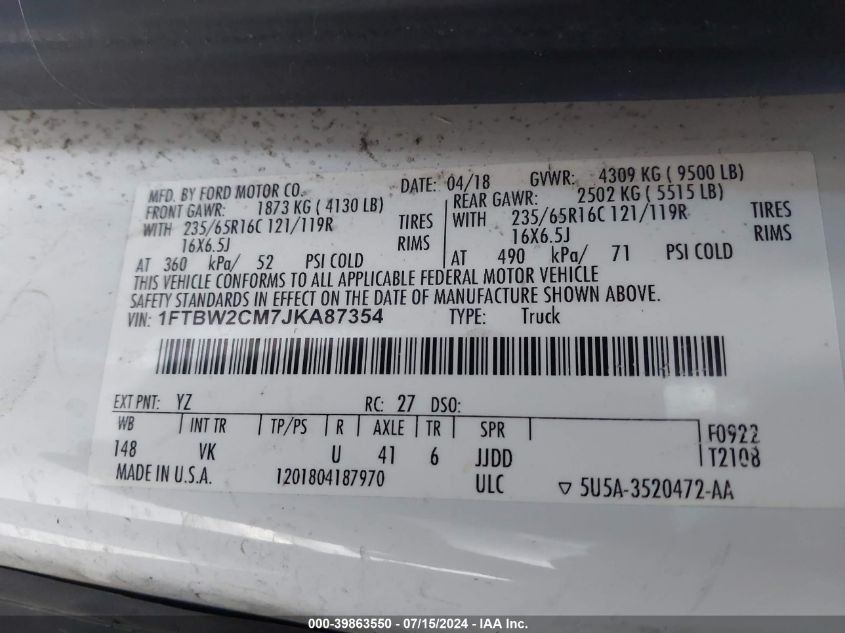 MFD. BY FORD MOTOR CO. DATE: 04/18 GVWR: 4309 KG ( 9500 LB)
FRONT GAWR: 1873 KG ( 4130 LB) REAR GAWR: 2502 KG ( 5515 LB)
WITH 235/65R16C 121/119R TIRES WITH 235/65R16C 121/119R TIRES
16X6.5J RIMS 16X6.5J RIMS
AT 360 kPa/ 52 PSI COLD AT 490 kPa/ 71 PSI COLD
THIS VEHICLE CONFORMS TO ALL APPLICABLE FEDERAL MOTOR VEHICLE
SAFETY STANDARDS IN EFFECT ON THE DATE OF MANUFACTURE SHOWN ABOVE.
VIN: 1FTBW2CM7JKA87354 TYPE: Truck
EXT PNT: YZ RC: 27 DSO:
WB INT TR TP/PS R AXLE TR SPR F0922
148 VK U 41 6 JJDD T2108
MADE IN U.S.A. 1201804187970 ULC ▽ 5U5A-3520472-AA
000-39863550 - 07/15/2024 - IAA Inc.